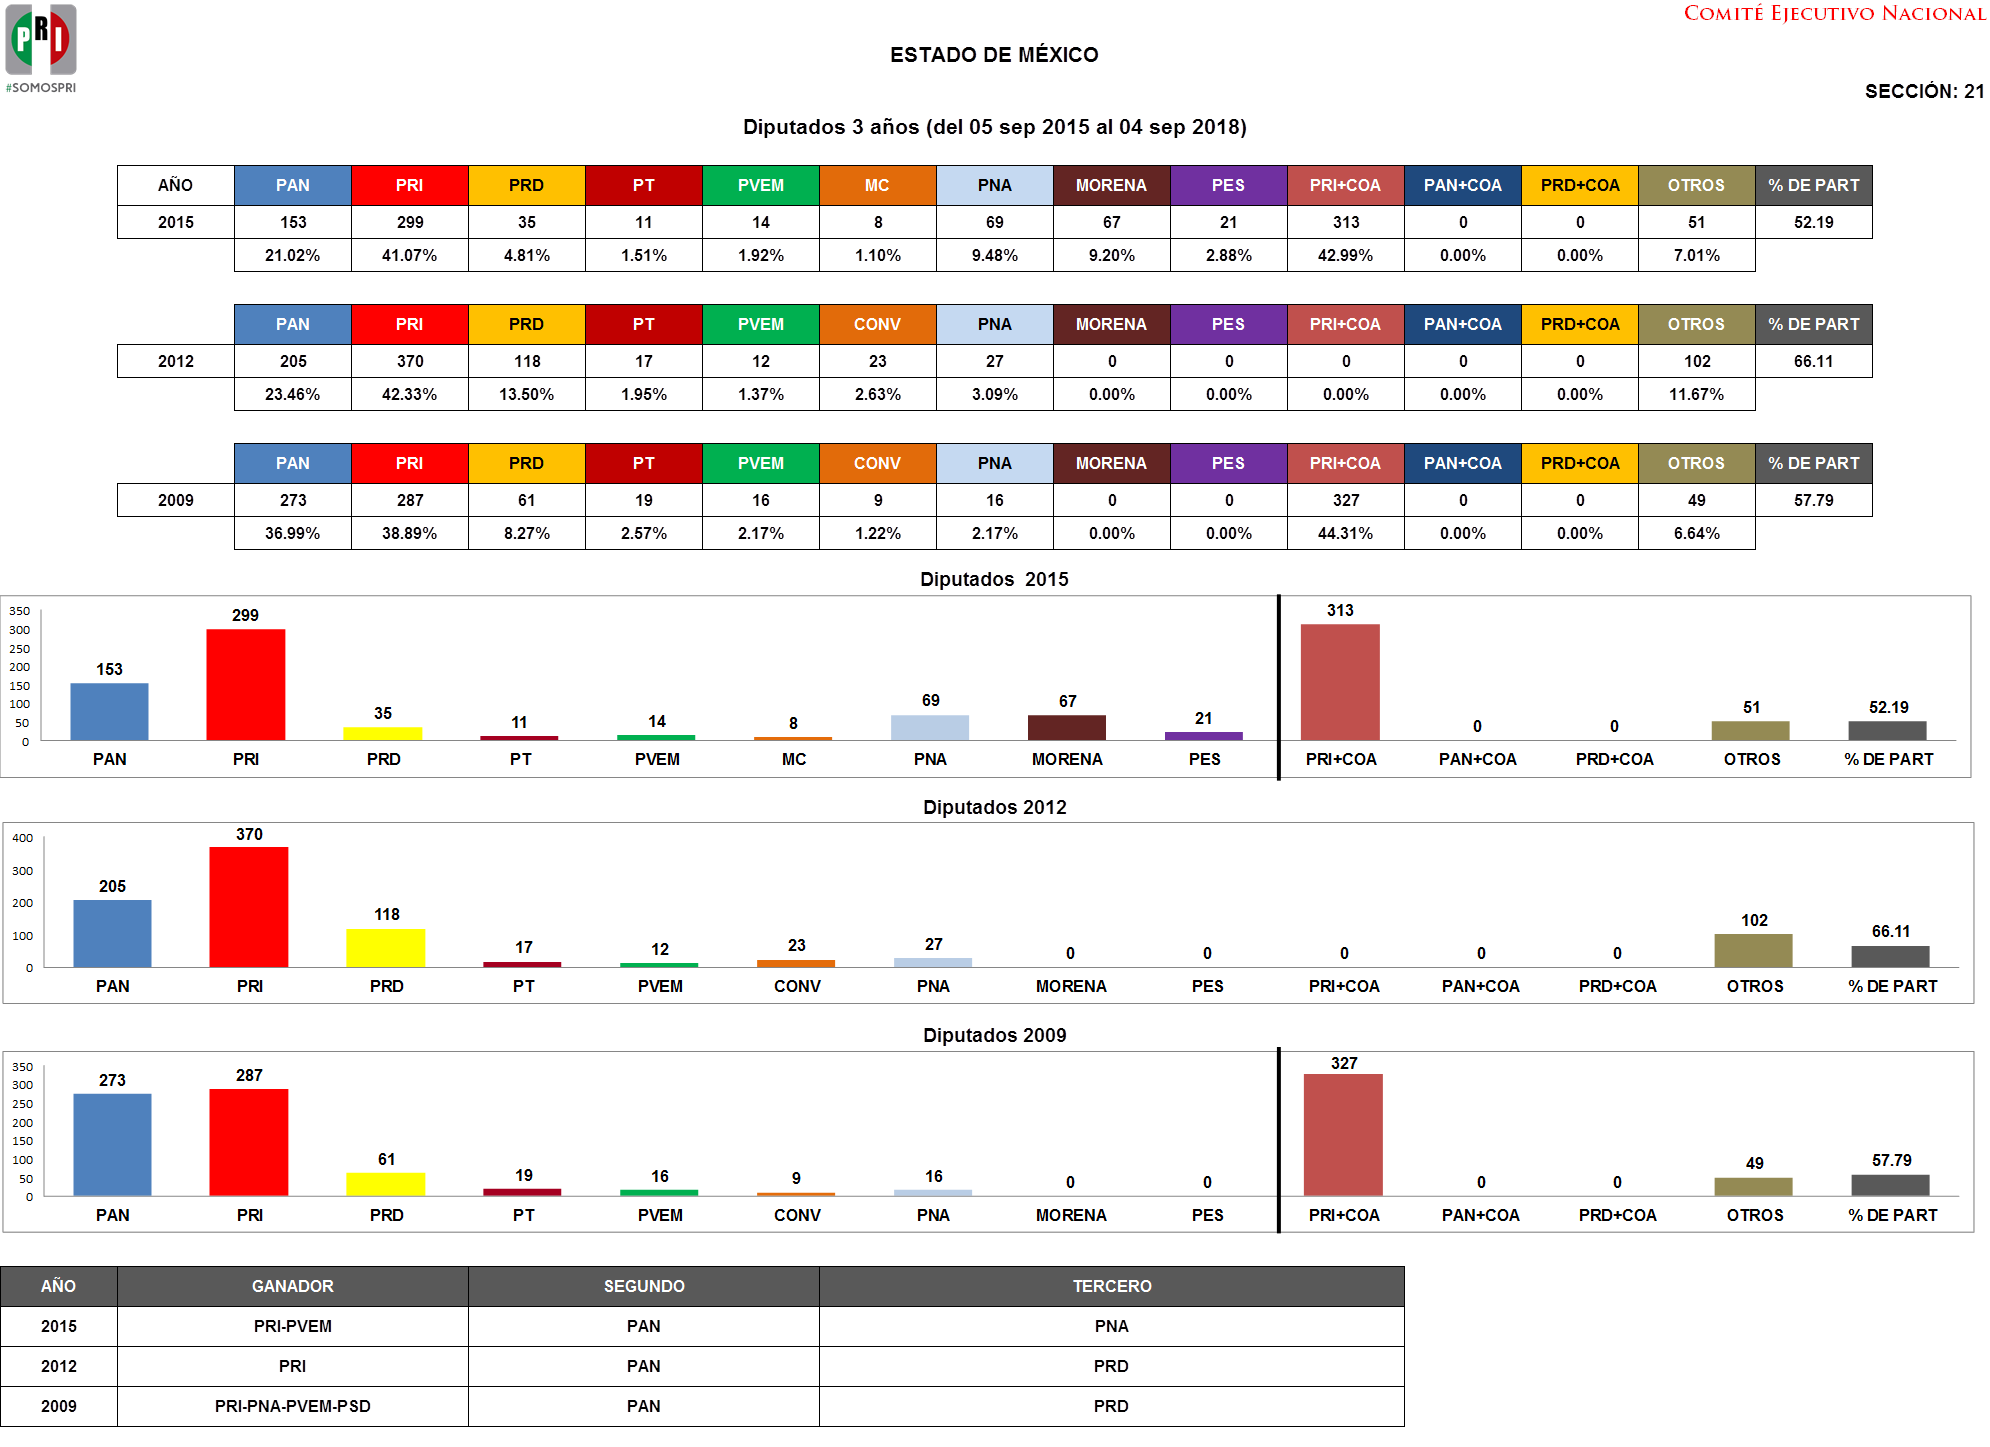 PRI
#SOMOSPRI
COMITÉ EJECUTIVO NACIONAL
ESTADO DE MÉXICO
SECCIÓN: 21
Diputados 3 años (del 05 sep 2015 al 04 sep 2018)
AÑO PAN PRI PRD PT PVEM MC PNA MORENA PES PRI+COA PAN+COA PRD+COA OTROS % DE PART
2015 153 299 35 11 14 8 69 67 21 313 0 0 51 52.19
21.02% 41.07% 4.81% 1.51% 1.92% 1.10% 9.48% 9.20% 2.88% 42.99% 0.00% 0.00% 7.01%
PAN PRI PRD PT PVEM CONV PNA MORENA PES PRI+COA PAN+COA PRD+COA OTROS % DE PART
2012 205 370 118 17 12 23 27 0 0 0 0 0 102 66.11
23.46% 42.33% 13.50% 1.95% 1.37% 2.63% 3.09% 0.00% 0.00% 0.00% 0.00% 0.00% 11.67%
PAN PRI PRD PT PVEM CONV PNA MORENA PES PRI+COA PAN+COA PRD+COA OTROS % DE PART
2009 273 287 61 19 16 9 16 0 0 327 0 0 49 57.79
36.99% 38.89% 8.27% 2.57% 2.17% 1.22% 2.17% 0.00% 0.00% 44.31% 0.00% 0.00% 6.64%
Diputados 2015
350
300
250
200
150
100
50
0
153 299 35 11 14 8 69 67 21 313 0 0 51 52.19
PAN PRI PRD PT PVEM MC PNA MORENA PES PRI+COA PAN+COA PRD+COA OTROS % DE PART
Diputados 2012
400
300
200
100
0
205 370 118 17 12 23 27 0 0 0 0 0 102 66.11
PAN PRI PRD PT PVEM CONV PNA MORENA PES PRI+COA PAN+COA PRD+COA OTROS % DE PART
Diputados 2009
350
300
250
200
150
100
50
0
273 287 61 19 16 9 16 0 0 327 0 0 49 57.79
PAN PRI PRD PT PVEM CONV PNA MORENA PES PRI+COA PAN+COA PRD+COA OTROS % DE PART
AÑO GANADOR SEGUNDO TERCERO
2015 PRI-PVEM PAN PNA
2012 PRI PAN PRD
2009 PRI-PNA-PVEM-PSD PAN PRD